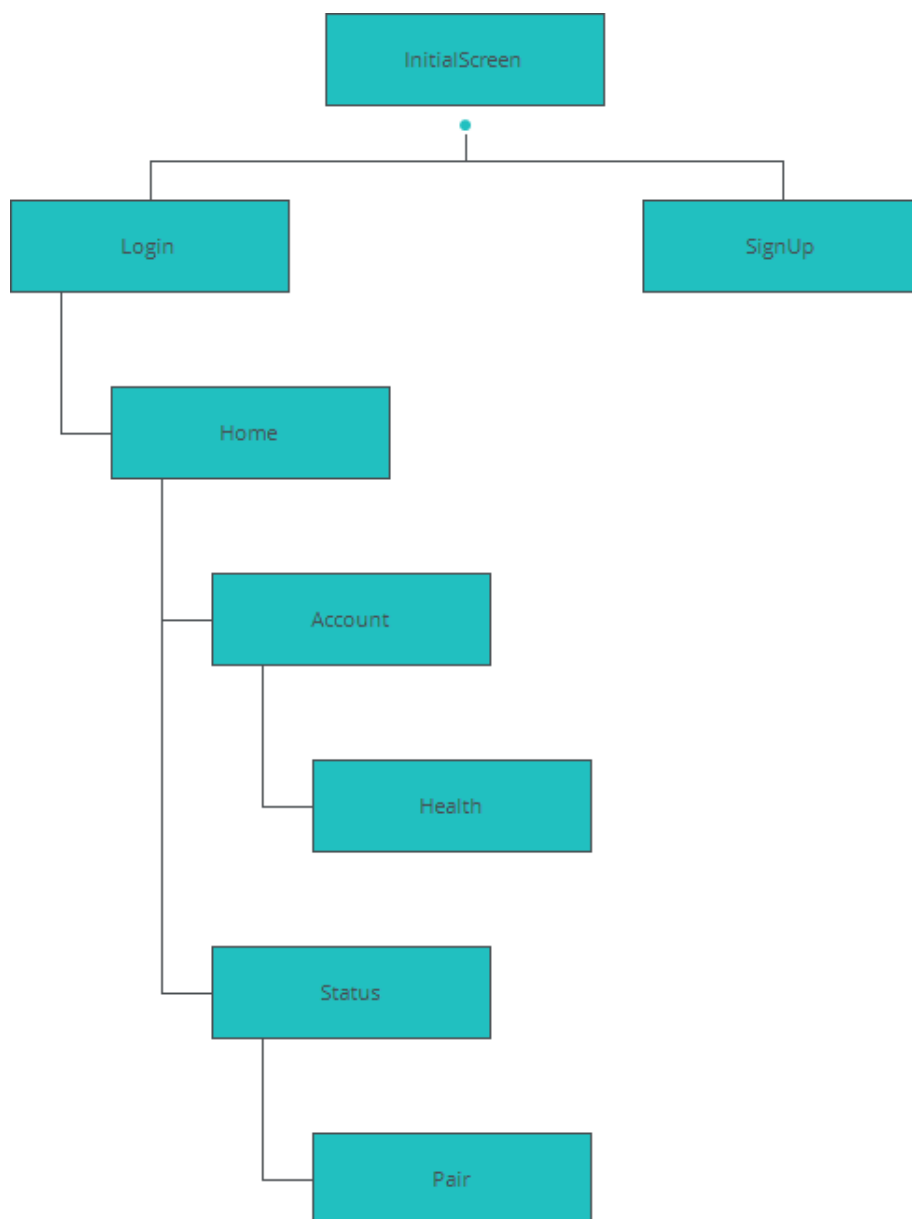 InitialScreen
Login
SignUp
Home
Account
Health
Status
Pair